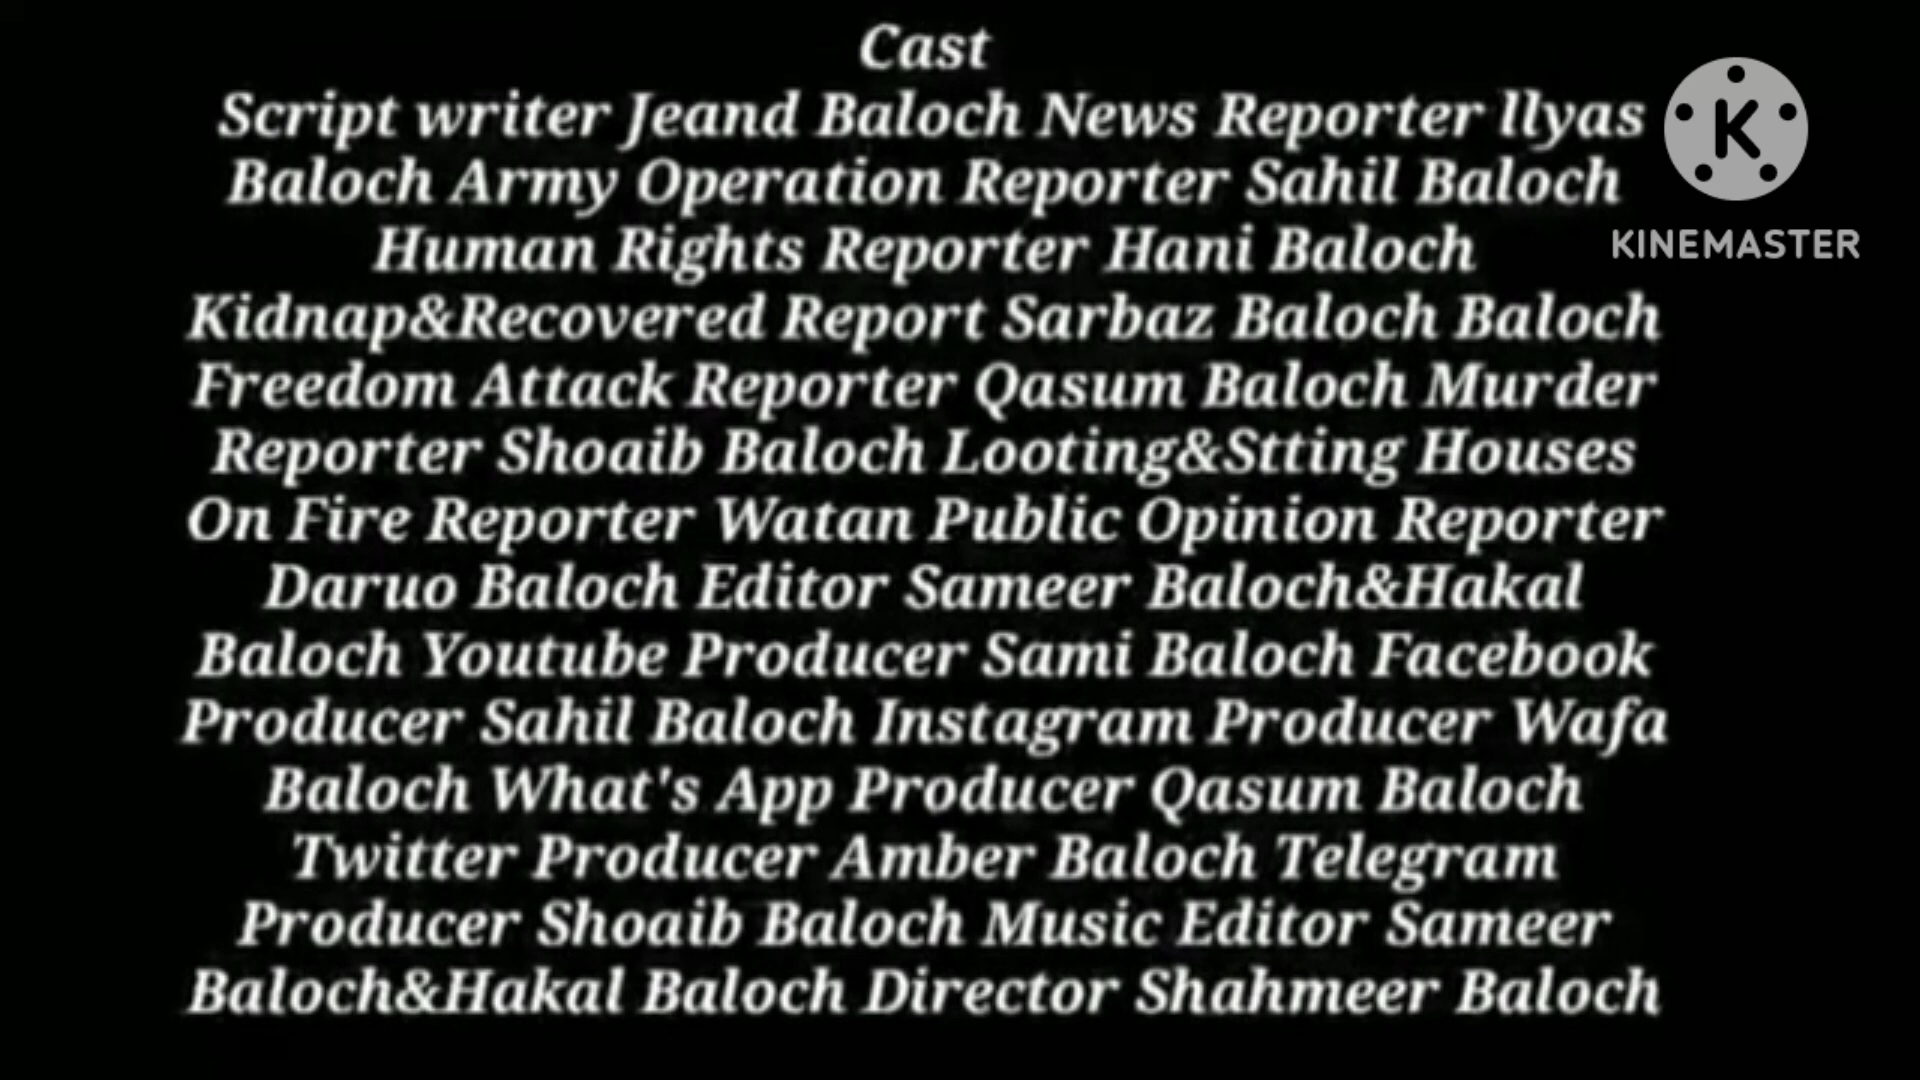 Cast
Script writer Jeand Baloch News Reporter llyas
Baloch Army Operation Reporter Sahil Baloch
Human Rights Reporter Hani Baloch
Kidnap&Recovered Report Sarbaz Baloch Baloch
Freedom Attack Reporter Qasum Baloch Murder
Reporter Shoaib Baloch Looting&Stting Houses
On Fire Reporter Watan Public Opinion Reporter
Daruo Baloch Editor Sameer Baloch&Hakal
Baloch Youtube Producer Sami Baloch Facebook
Producer Sahil Baloch Instagram Producer Wafa
Baloch What's App Producer Qasum Baloch
Twitter Producer Amber Baloch Telegram
Producer Shoaib Baloch Music Editor Sameer
Baloch&Hakal Baloch Director Shahmeer Baloch
K
KINEMASTER